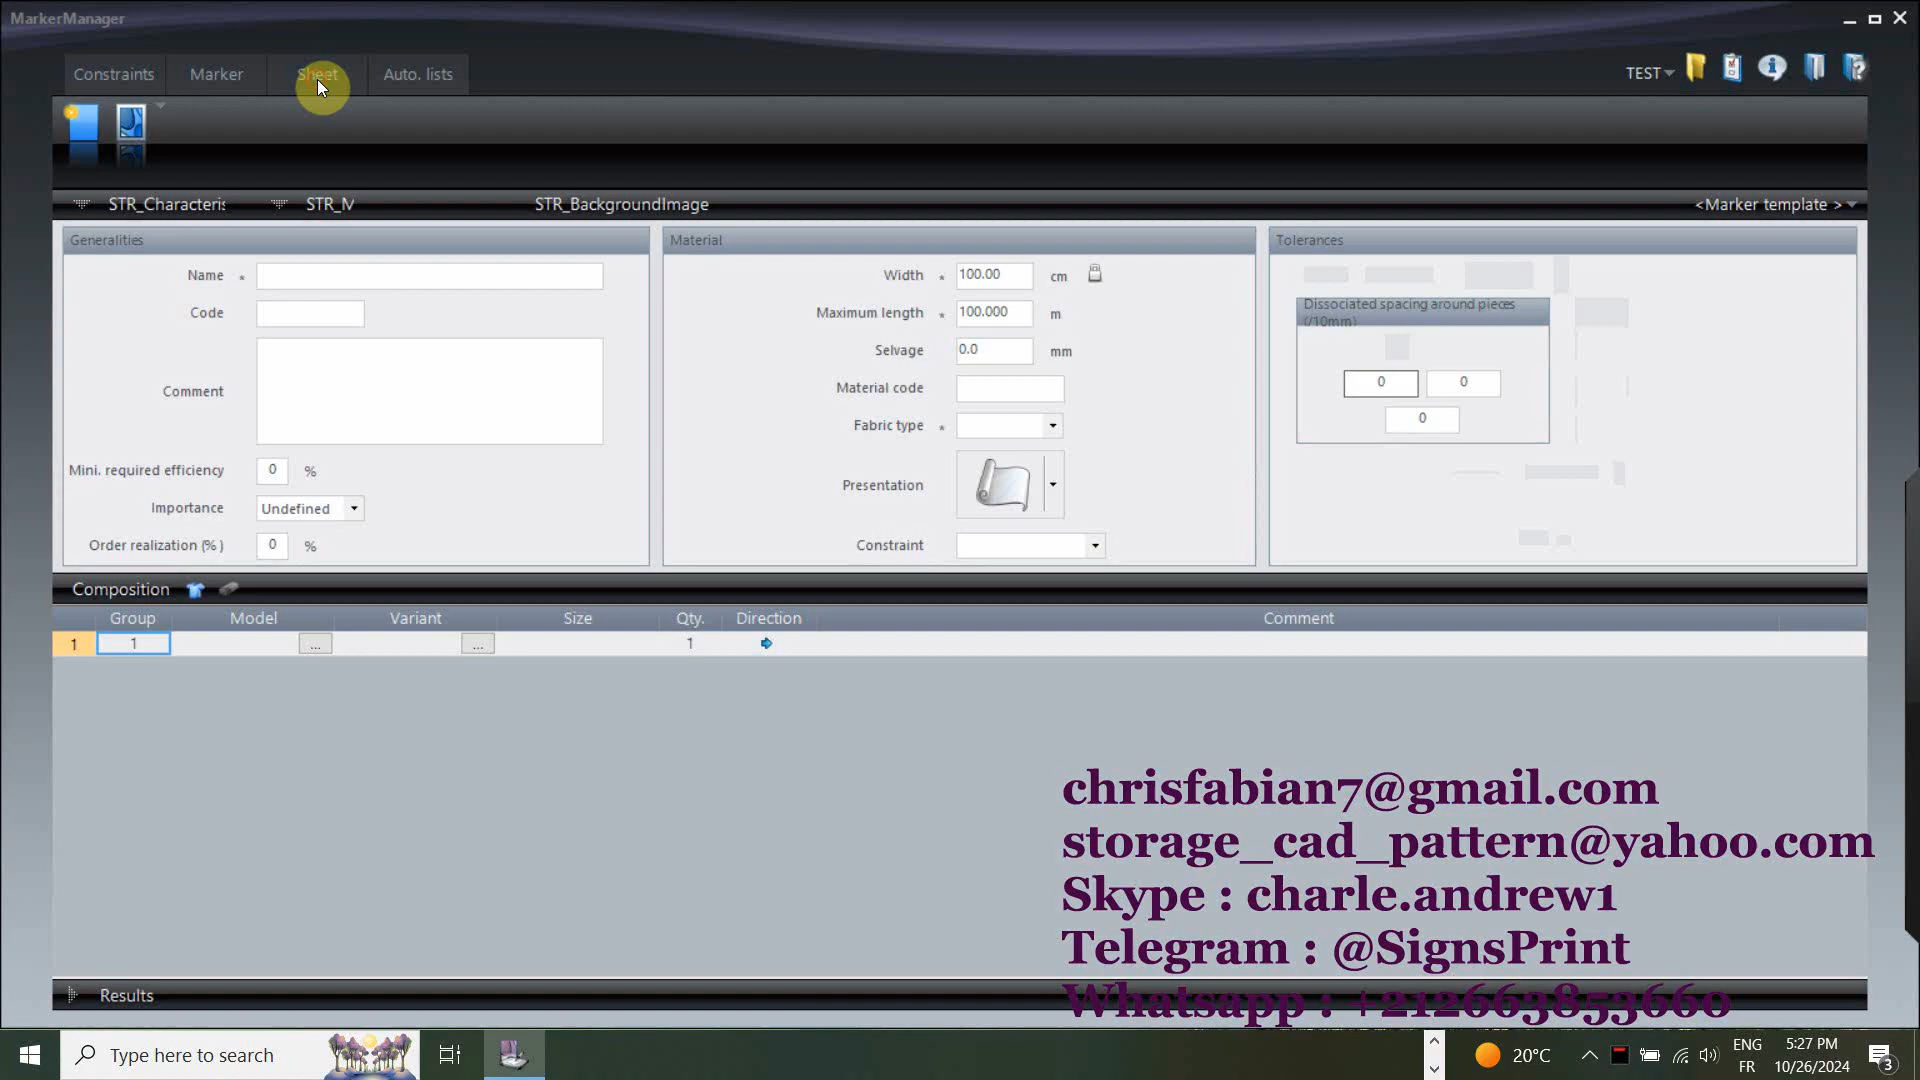 MarkerManager
Constraints Marker Sheet Auto. lists
TEST
STR_Characteris STR_M STR_BackgroundImage <Marker template >
Generalities Material Tolerances
Name * Width * 100.00 cm
Code Maximum length * 100.000 m
Dissociated spacing around pieces
(/10mm)
Selvage 0.0 mm
Comment Material code
0 0
Fabric type *
0
Mini. required efficiency 0 %
Presentation
Importance Undefined
Order realization (% ) 0 % Constraint
Composition
Group Model Variant Size Qty. Direction Comment
1 1 ... ... 1
chrisfabian7@gmail.com
storage_cad_pattern@yahoo.com
Skype : charle.andrew1
Telegram : @SignsPrint
Whatsapp : +212663853660
Results
Type here to search
20°C
ENG
FR
5:27 PM
10/26/2024
3